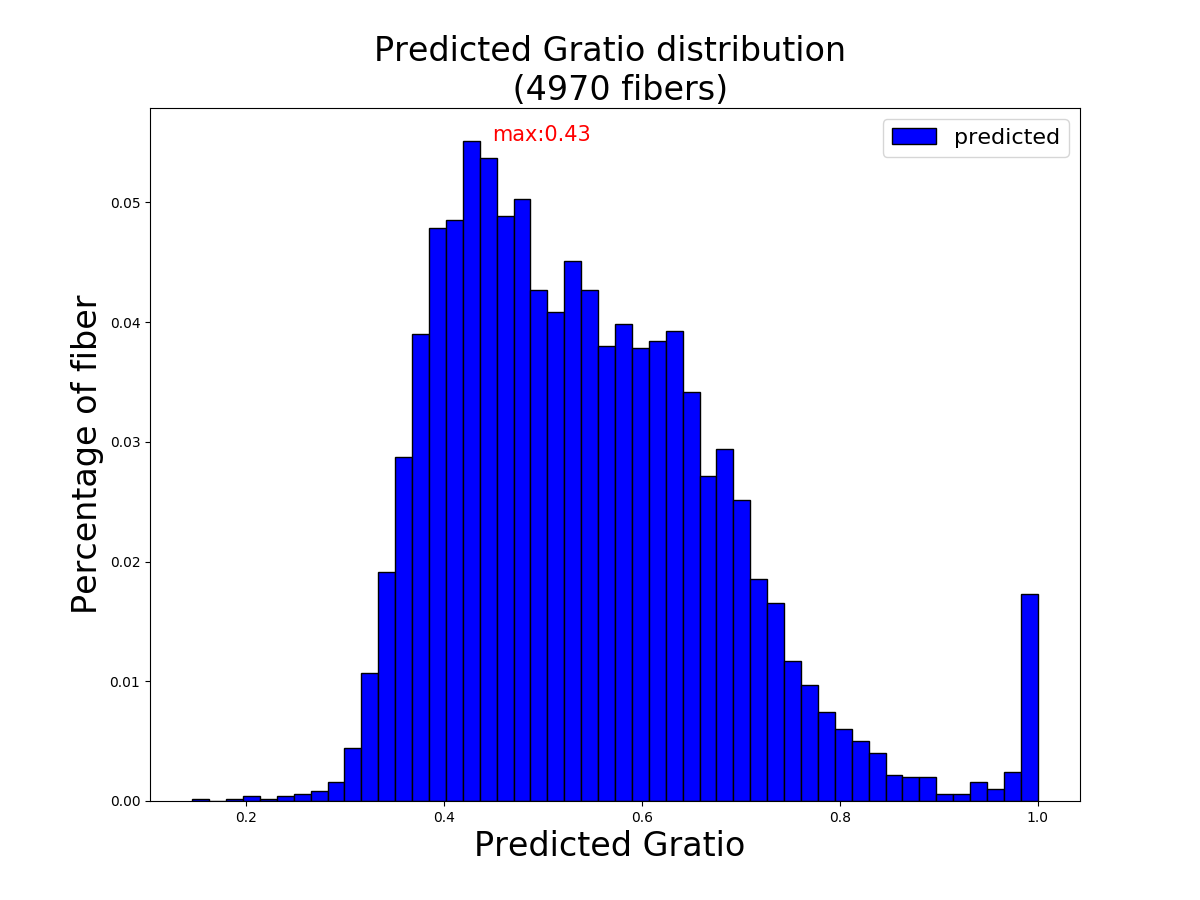 Predicted Gratio distribution
(4970 fibers)
max:0.43
predicted
Percentage of fiber
0.05
0.04
0.03
0.02
0.01
0.00
0.2
0.4
0.6
0.8
1.0
Predicted Gratio